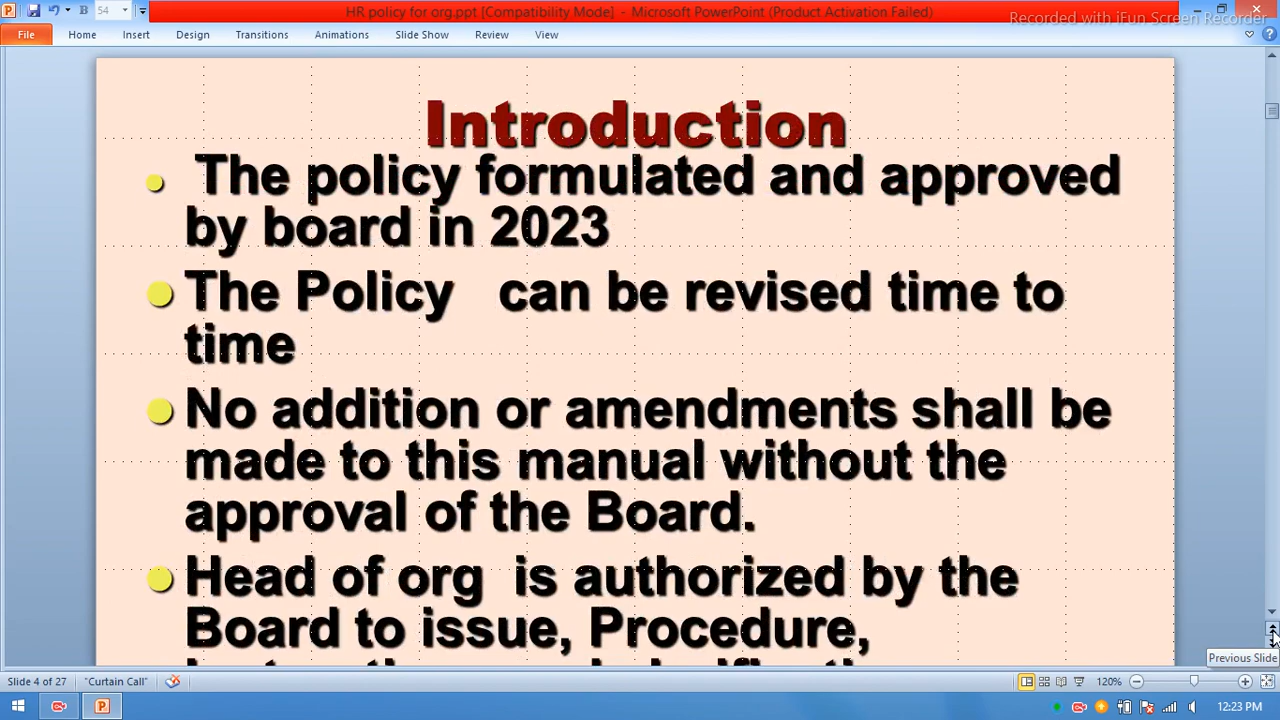 HR policy for org.ppt [Compatibility Mode] - Microsoft PowerPoint (Product Activation Failed)
Recorded with iFun Screen Recorder
B 54
File Home Insert Design Transitions Animations Slide Show Review View
Introduction
The policy formulated and approved
by board in 2023
The Policy can be revised time to
time
No addition or amendments shall be
made to this manual without the
approval of the Board.
Head of org is authorized by the
Board to issue, Procedure,
Previous Slide
Slide 4 of 27 "Curtain Call" 120%
12:23 PM